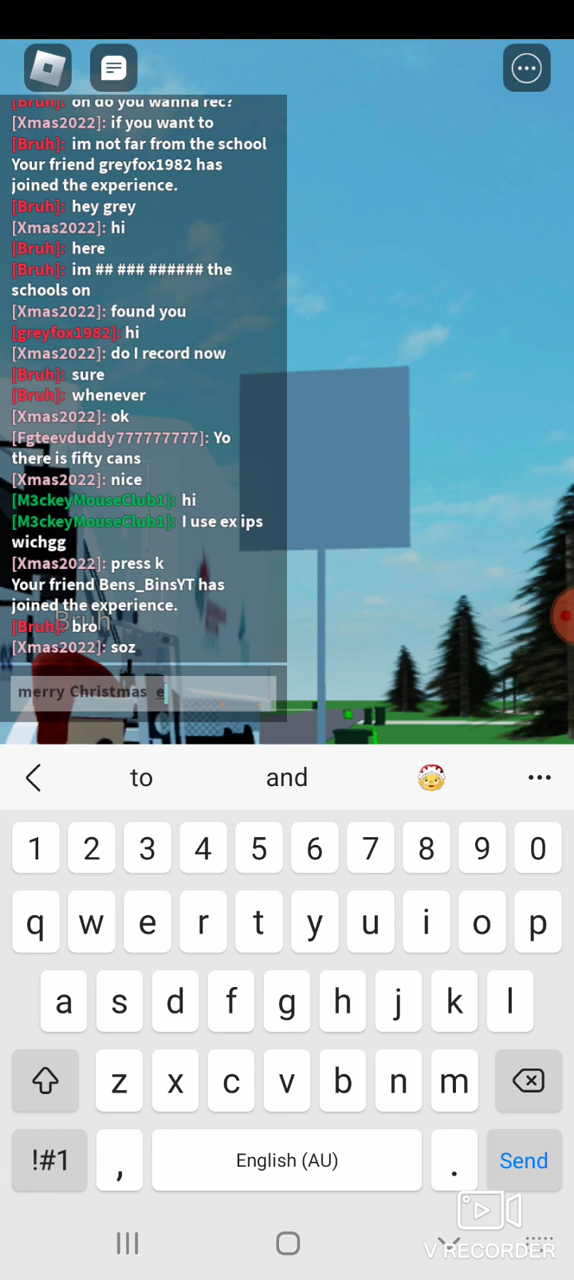 [Bruh]: oh do you wanna rec?
[Xmas2022]: if you want to
[Bruh]: im not far from the school
Your friend greyfox1982 has
joined the experience.
[Bruh]: hey grey
[Xmas2022]: hi
[Bruh]: here
[Bruh]: im ## ### ###### the
schools on
[Xmas2022]: found you
[greyfox1982]: hi
[Xmas2022]: do I record now
[Bruh]: sure
[Bruh]: whenever
[Xmas2022]: ok
[Fgteevduddy777777777]: Yo
there is fifty cans
[Xmas2022]: nice
[M3ckeyMouseClub1]: hi
[M3ckeyMouseClub1]: I use ex ips
wichgg
[Xmas2022]: press k
Your friend Bens_BinsYT has
joined the experience.
Bruh
[Bruh]: bro
[Xmas2022]: soz
merry Christmas e
to and
1 2 3 4 5 6 7 8 9 0
q w e r t y u i o p
a s d f g h j k l
z x c v b n m
!#1 , English (AU) . Send
V RECORDER